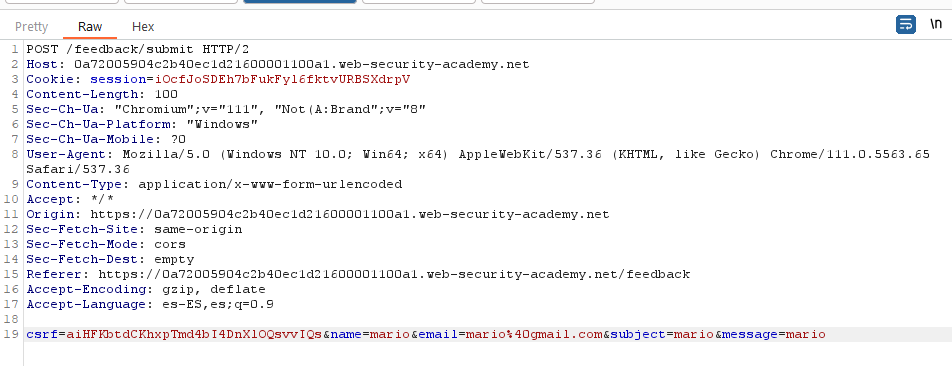 Pretty Raw Hex \n
1 POST /feedback/submit HTTP/2
2 Host: 0a72005904c2b40ec1d21600001100a1.web-security-academy.net
3 Cookie: session=iOcfJoSDEh7bFukFyl6fktvURBSXdrpV
4 Content-Length: 100
5 Sec-Ch-Ua: "Chromium";v="111", "Not(A:Brand";v="8"
6 Sec-Ch-Ua-Platform: "Windows"
7 Sec-Ch-Ua-Mobile: ?0
8 User-Agent: Mozilla/5.0 (Windows NT 10.0; Win64; x64) AppleWebKit/537.36 (KHTML, like Gecko) Chrome/111.0.5563.65
Safari/537.36
9 Content-Type: application/x-www-form-urlencoded
10 Accept: */*
11 Origin: https://0a72005904c2b40ec1d21600001100a1.web-security-academy.net
12 Sec-Fetch-Site: same-origin
13 Sec-Fetch-Mode: cors
14 Sec-Fetch-Dest: empty
15 Referer: https://0a72005904c2b40ec1d21600001100a1.web-security-academy.net/feedback
16 Accept-Encoding: gzip, deflate
17 Accept-Language: es-ES,es;q=0.9
18
19 csrf=aiHFKbtdCKhxpTmd4bI4DnXlOQsvvIQs&name=mario&email=mario%40gmail.com&subject=mario&message=mario